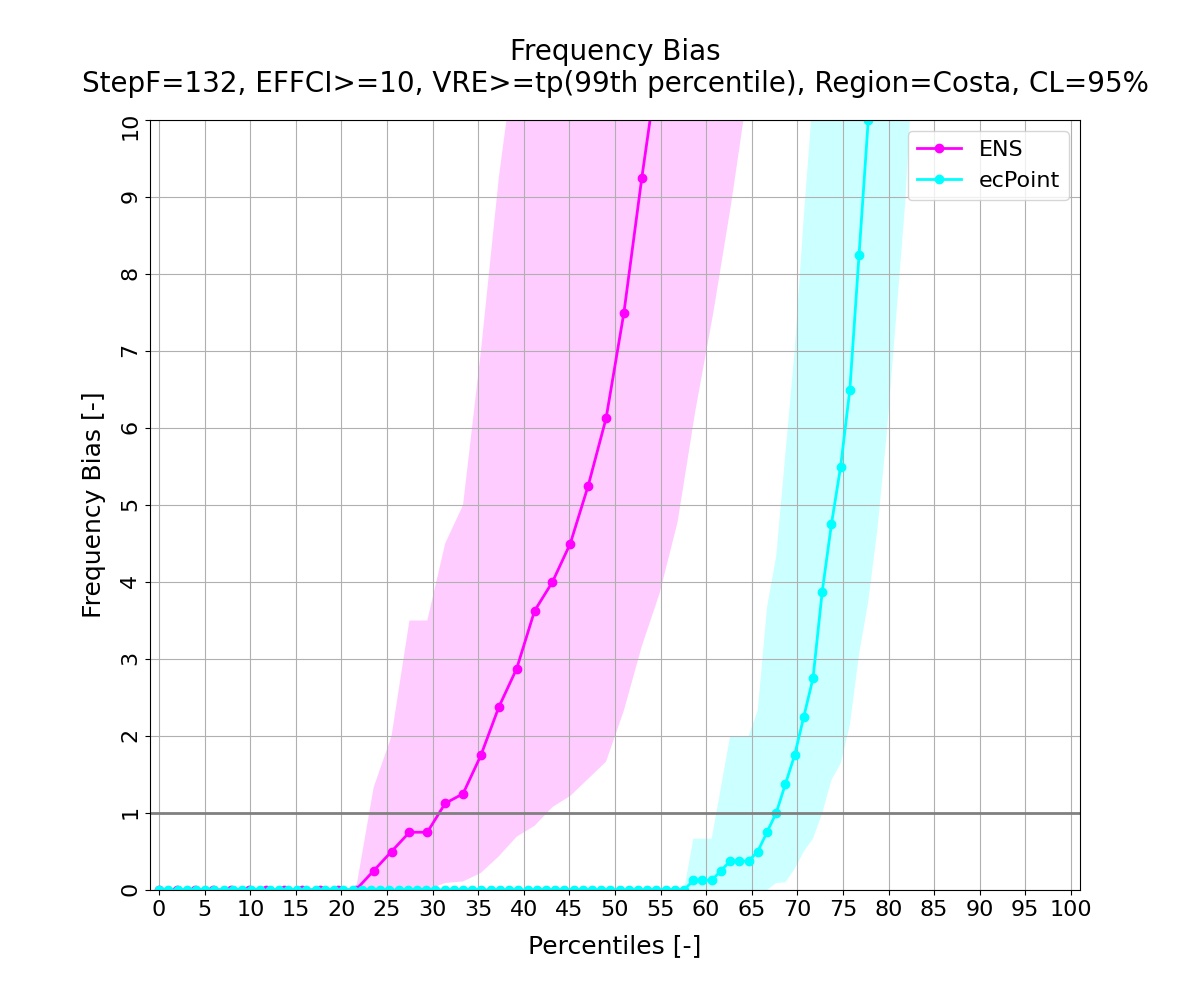 Frequency Bias
StepF=132, EFFCI>=10, VRE>=tp(99th percentile), Region=Costa, CL=95%
ENS
ecPoint
Frequency Bias [-]
10
9
8
7
6
5
4
3
2
1
0
0 5 10 15 20 25 30 35 40 45 50 55 60 65 70 75 80 85 90 95 100
Percentiles [-]